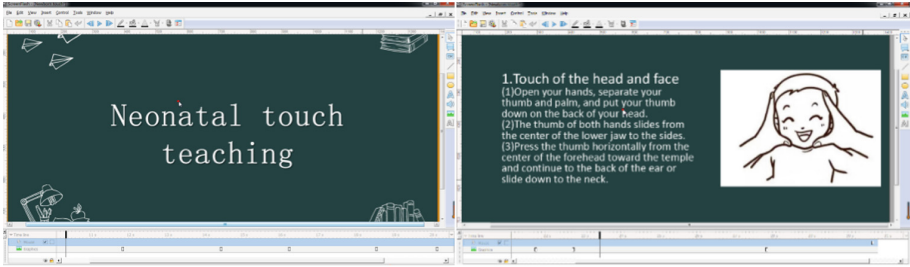 Neonatal touch
teaching
1.Touch of the head and face
(1)Open your hands, separate your
thumb and palm, and put your thumb
down on the back of your head.
(2)The thumb of both hands slides from
the center of the lower jaw to the sides.
(3)Press the thumb horizontally from the
center of the forehead toward the temple
and continue to the back of the ear or
slide down to the neck.